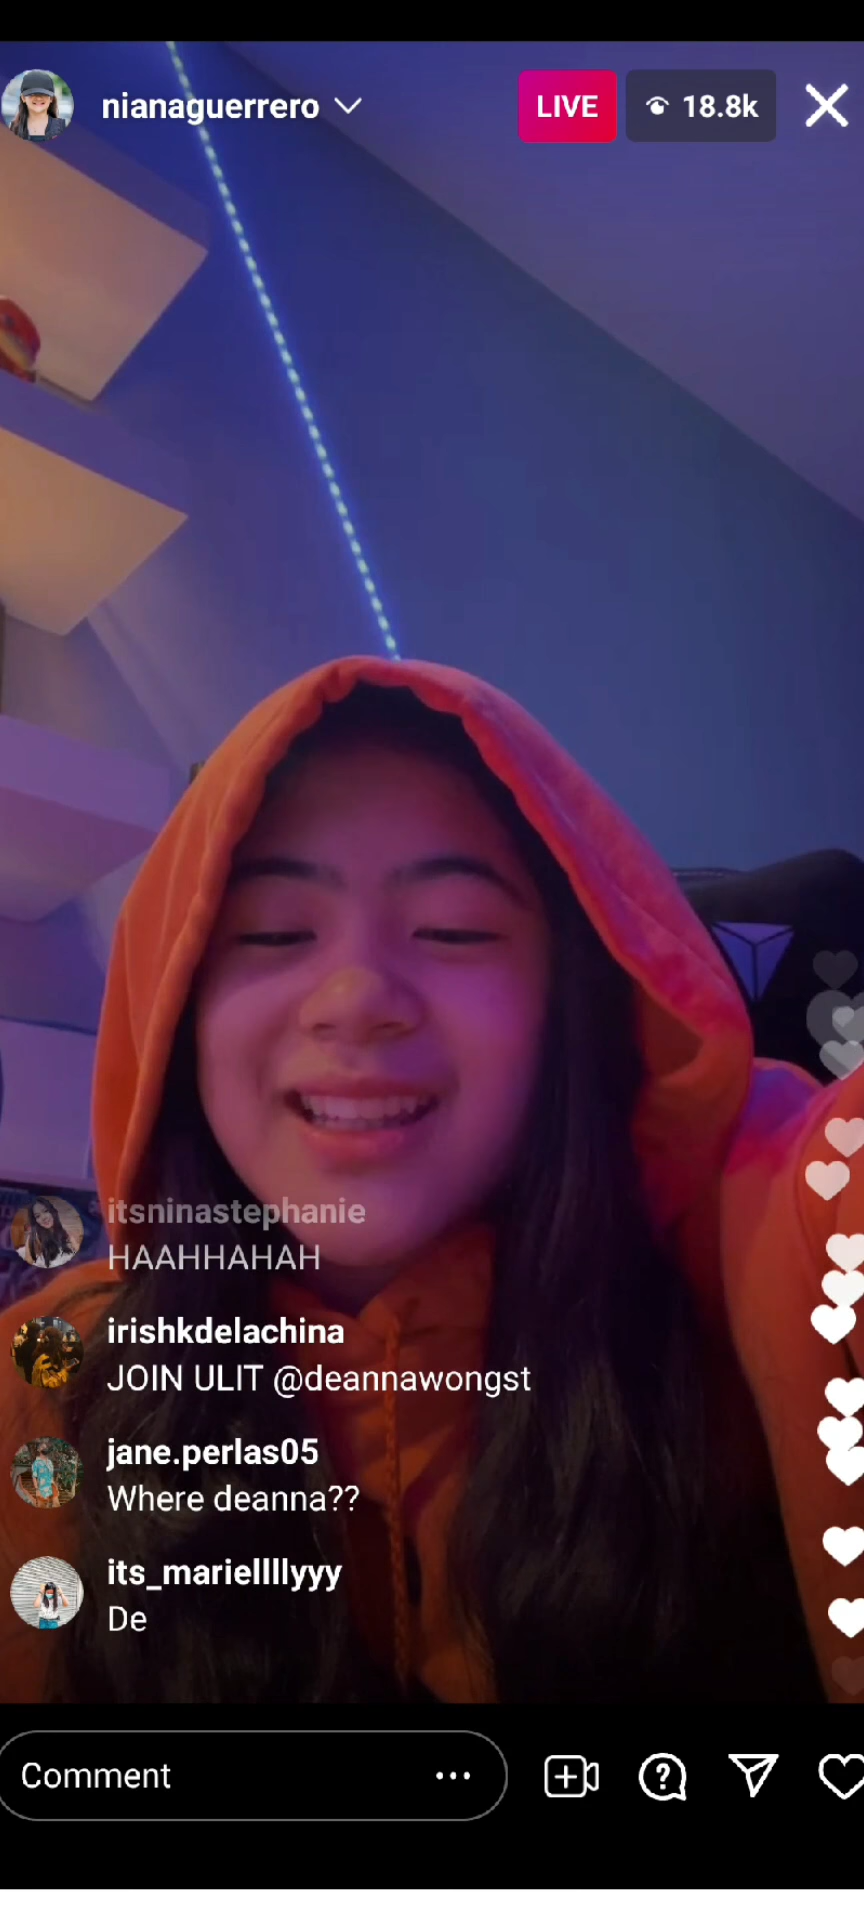 nianaguerrero
LIVE
18.8k
itsninastephanie
HAAHHAHAH
irishkdelachina
JOIN ULIT @deannawongst
jane.perlas05
Where deanna??
its_mariellllyyy
De
Comment